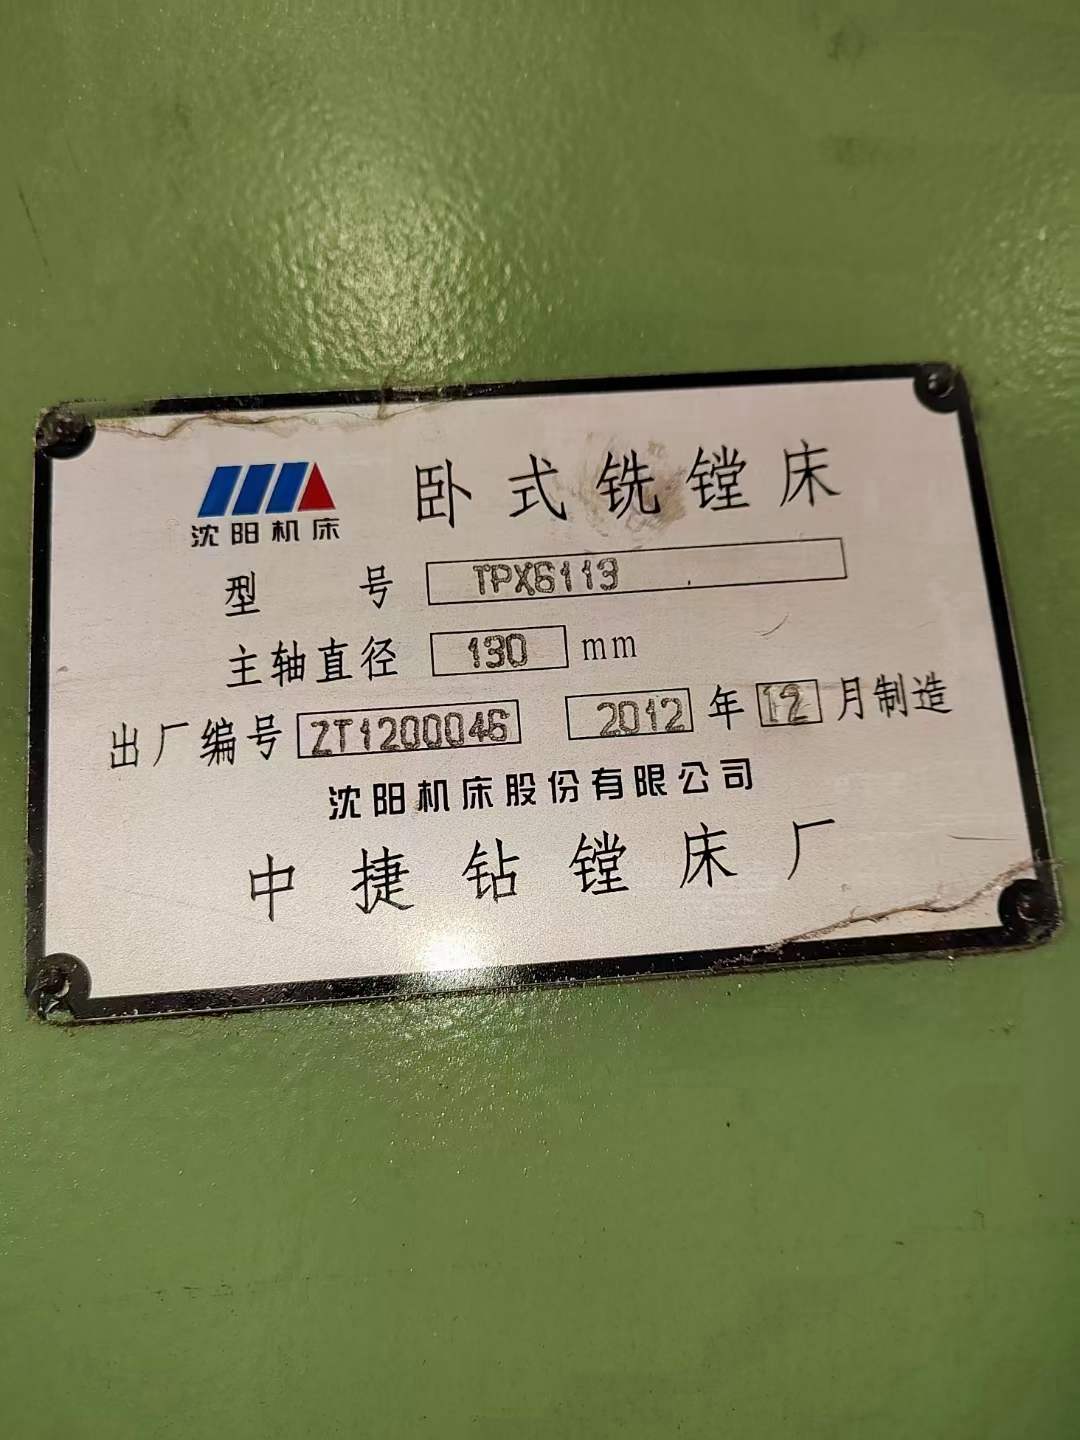 沈阳机床
卧式铣镗床
型号 TPX6113
主轴直径 130 mm
出厂编号 ZT1200046 2012 年 12 月制造
沈阳机床股份有限公司
中捷钻镗床厂